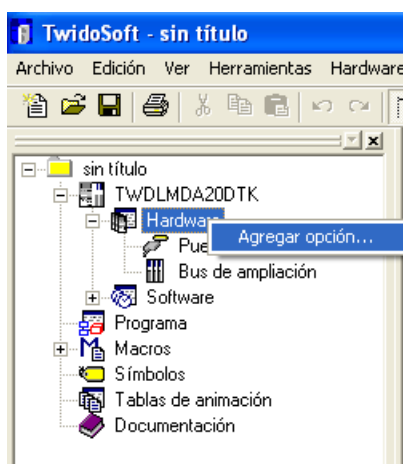 TwidoSoft - sin título
Archivo Edición Ver Herramientas Hardware
sin título
TWDLMDA20DTK
Hardware
Agregar opción...
Pue
Bus de ampliación
Software
Programa
Macros
Símbolos
Tablas de animación
Documentación